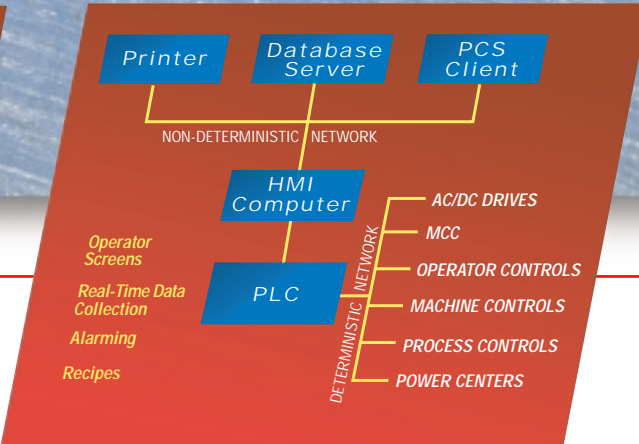 Printer
Database
Server
PCS
Client
NON-DETERMINISTIC NETWORK
HMI
Computer
Operator
Screens
Real-Time Data
Collection
Alarming
Recipes
PLC
DETERMINISTIC NETWORK
AC/DC DRIVES
MCC
OPERATOR CONTROLS
MACHINE CONTROLS
PROCESS CONTROLS
POWER CENTERS